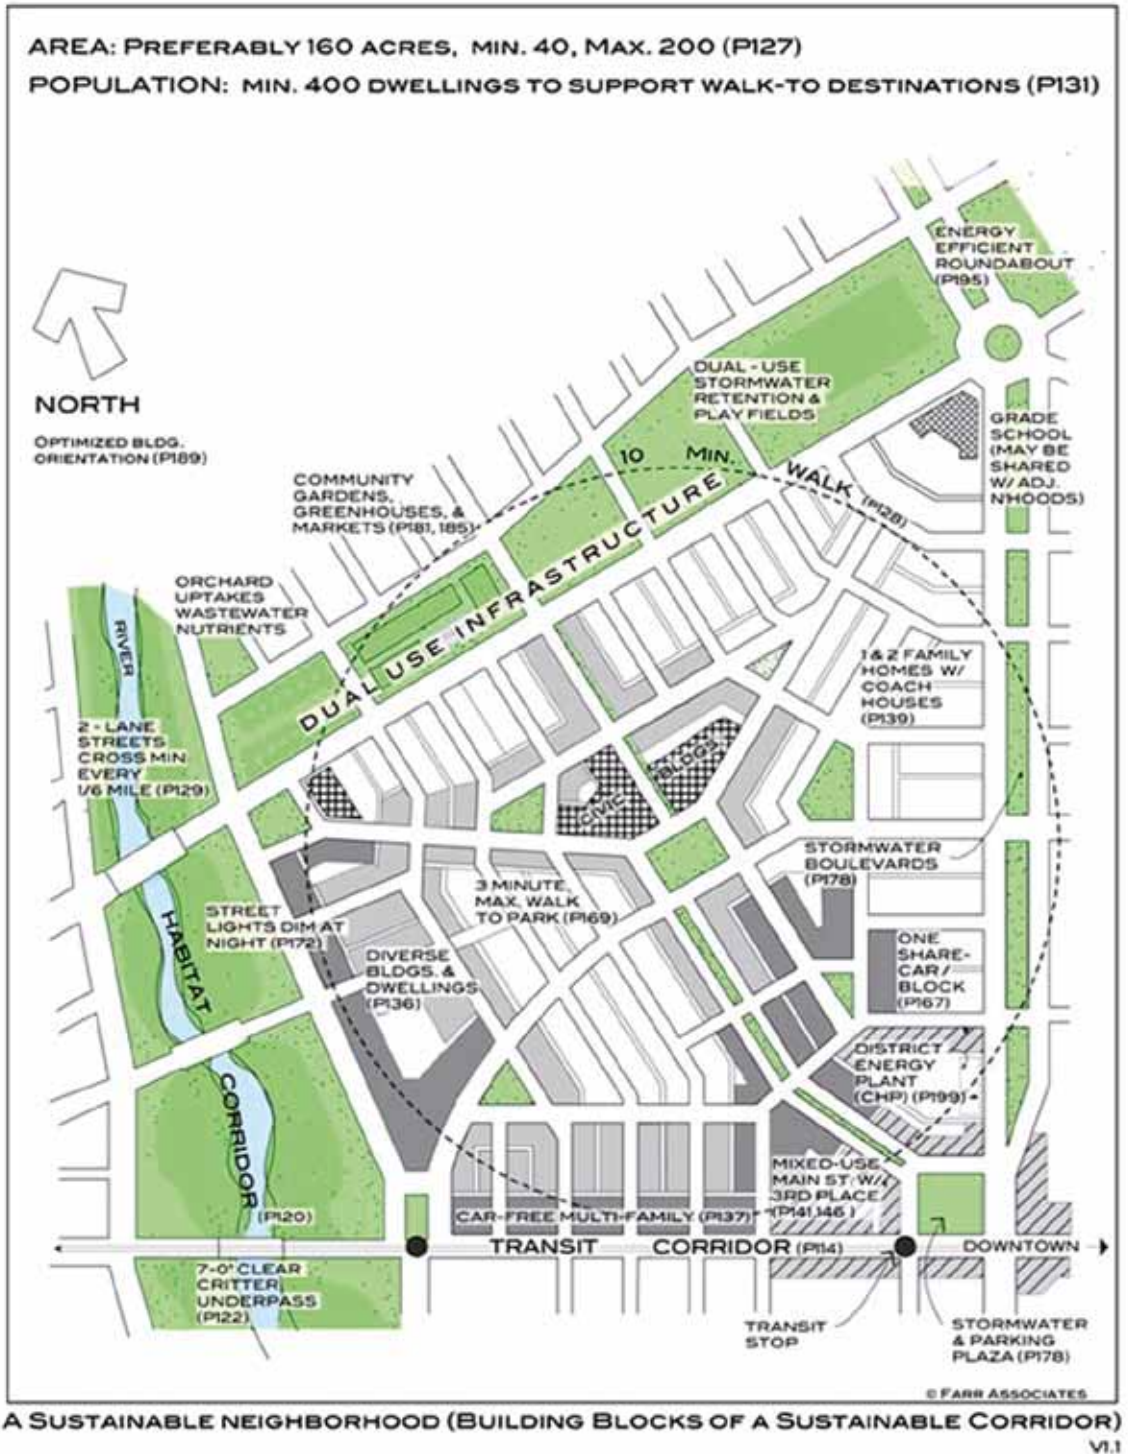 AREA: PREFERABLY 160 ACRES, MIN. 40, MAX. 200 (P127)
POPULATION: MIN. 400 DWELLINGS TO SUPPORT WALK-TO DESTINATIONS (P131)
ENERGY
EFFICIENT
ROUNDABOUT
(P195)
NORTH
OPTIMIZED BLDG.
ORIENTATION (P189)
DUAL - USE
STORMWATER
RETENTION &
PLAY FIELDS
GRADE
SCHOOL
(MAY BE
SHARED
W/ ADJ.
N'HOODS)
10 MIN. WALK (P128)
COMMUNITY
GARDENS,
GREENHOUSES, &
MARKETS (P181, 185)
DUAL USE INFRASTRUCTURE
ORCHARD
UPTAKES
WASTEWATER
NUTRIENTS
RIVER
1 & 2 FAMILY
HOMES W/
COACH
HOUSES
(P139)
2 - LANE
STREETS
CROSS MIN
EVERY
1/6 MILE (P129)
CIVIC BLDGS
STORMWATER
BOULEVARDS
(P178)
3 MINUTE,
MAX, WALK
TO PARK (P169)
STREET
LIGHTS DIM AT
NIGHT (P172)
HABITAT
DIVERSE
BLDGS. &
DWELLINGS
(P136)
ONE
SHARE-
CAR /
BLOCK
(P167)
DISTRICT
ENERGY
PLANT
(CHP) (P199)
CORRIDOR
(P120)
MIXED-USE
MAIN ST. W/
3RD PLACE
(P141,146)
CAR-FREE MULTI-FAMILY (P137)
TRANSIT CORRIDOR (P114)
DOWNTOWN
7'-0" CLEAR
CRITTER
UNDERPASS
(P122)
TRANSIT
STOP
STORMWATER
& PARKING
PLAZA (P178)
© FARR ASSOCIATES
A SUSTAINABLE NEIGHBORHOOD (BUILDING BLOCKS OF A SUSTAINABLE CORRIDOR)
V1.1